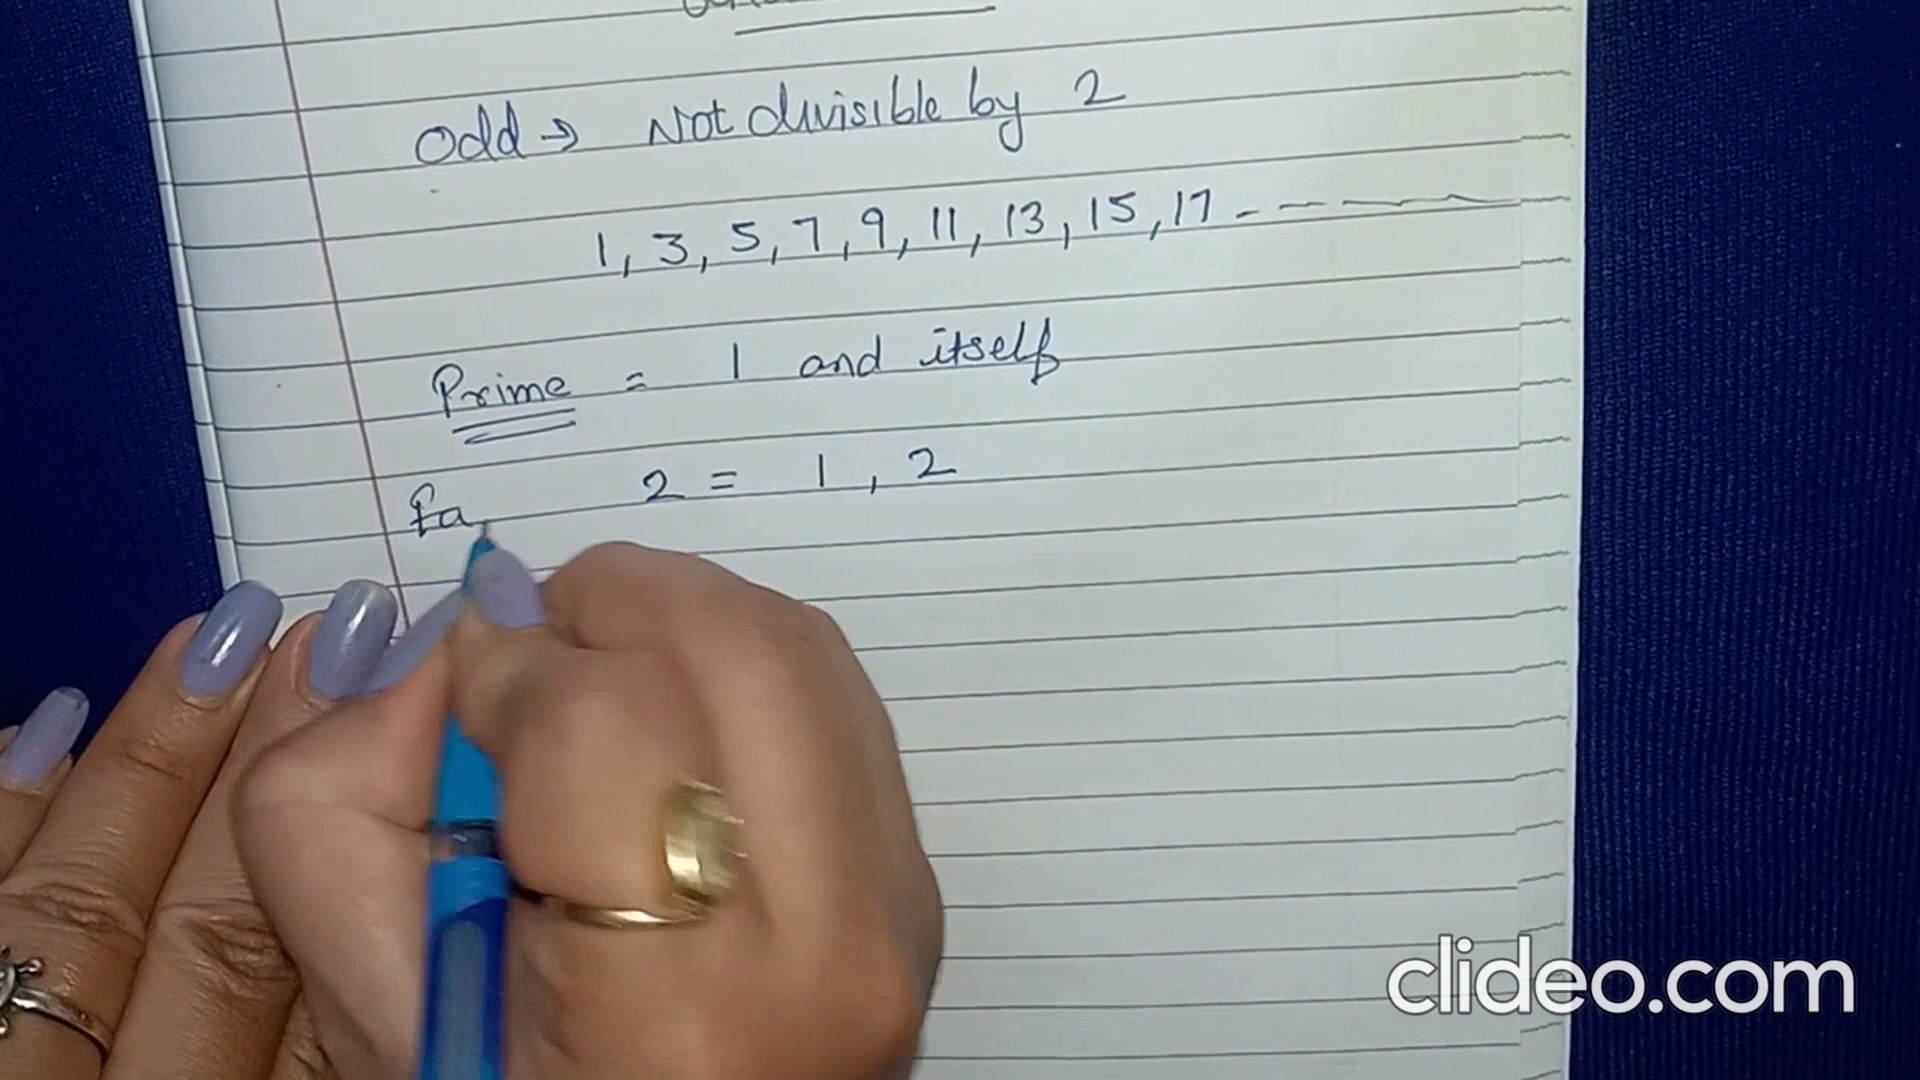 Odd → Not divisible by 2
1, 3, 5, 7, 9, 11, 13, 15, 17 - - - - -
Prime = 1 and itself
2 = 1, 2
fa
clideo.com